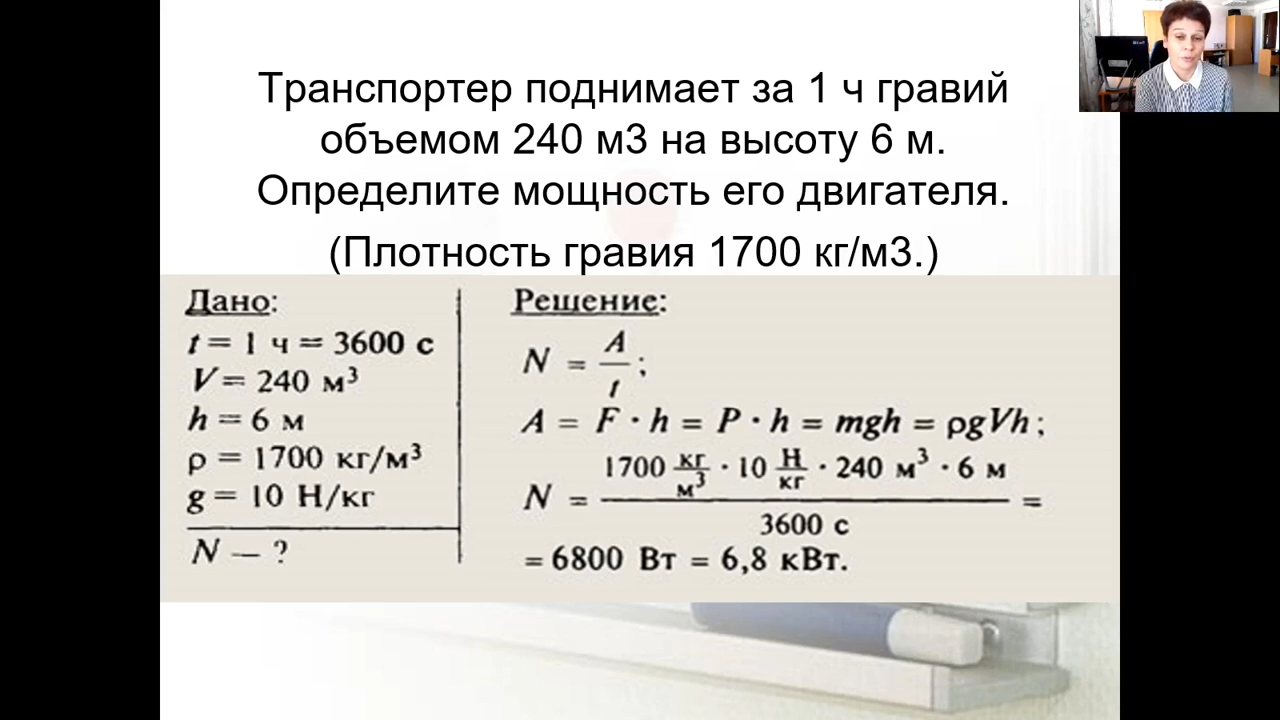 Транспортер поднимает за 1 ч гравий
объемом 240 м3 на высоту 6 м.
Определите мощность его двигателя.
(Плотность гравия 1700 кг/м3.)
Дано:
t = 1 ч = 3600 с
V = 240 м³
h = 6 м
ρ = 1700 кг/м³
g = 10 Н/кг
N — ?
Решение:
N = A/t ;
A = F · h = P · h = mgh = ρgVh ;
N = (1700 кг/м³ · 10 Н/кг · 240 м³ · 6 м) / 3600 с =
= 6800 Вт = 6,8 кВт.